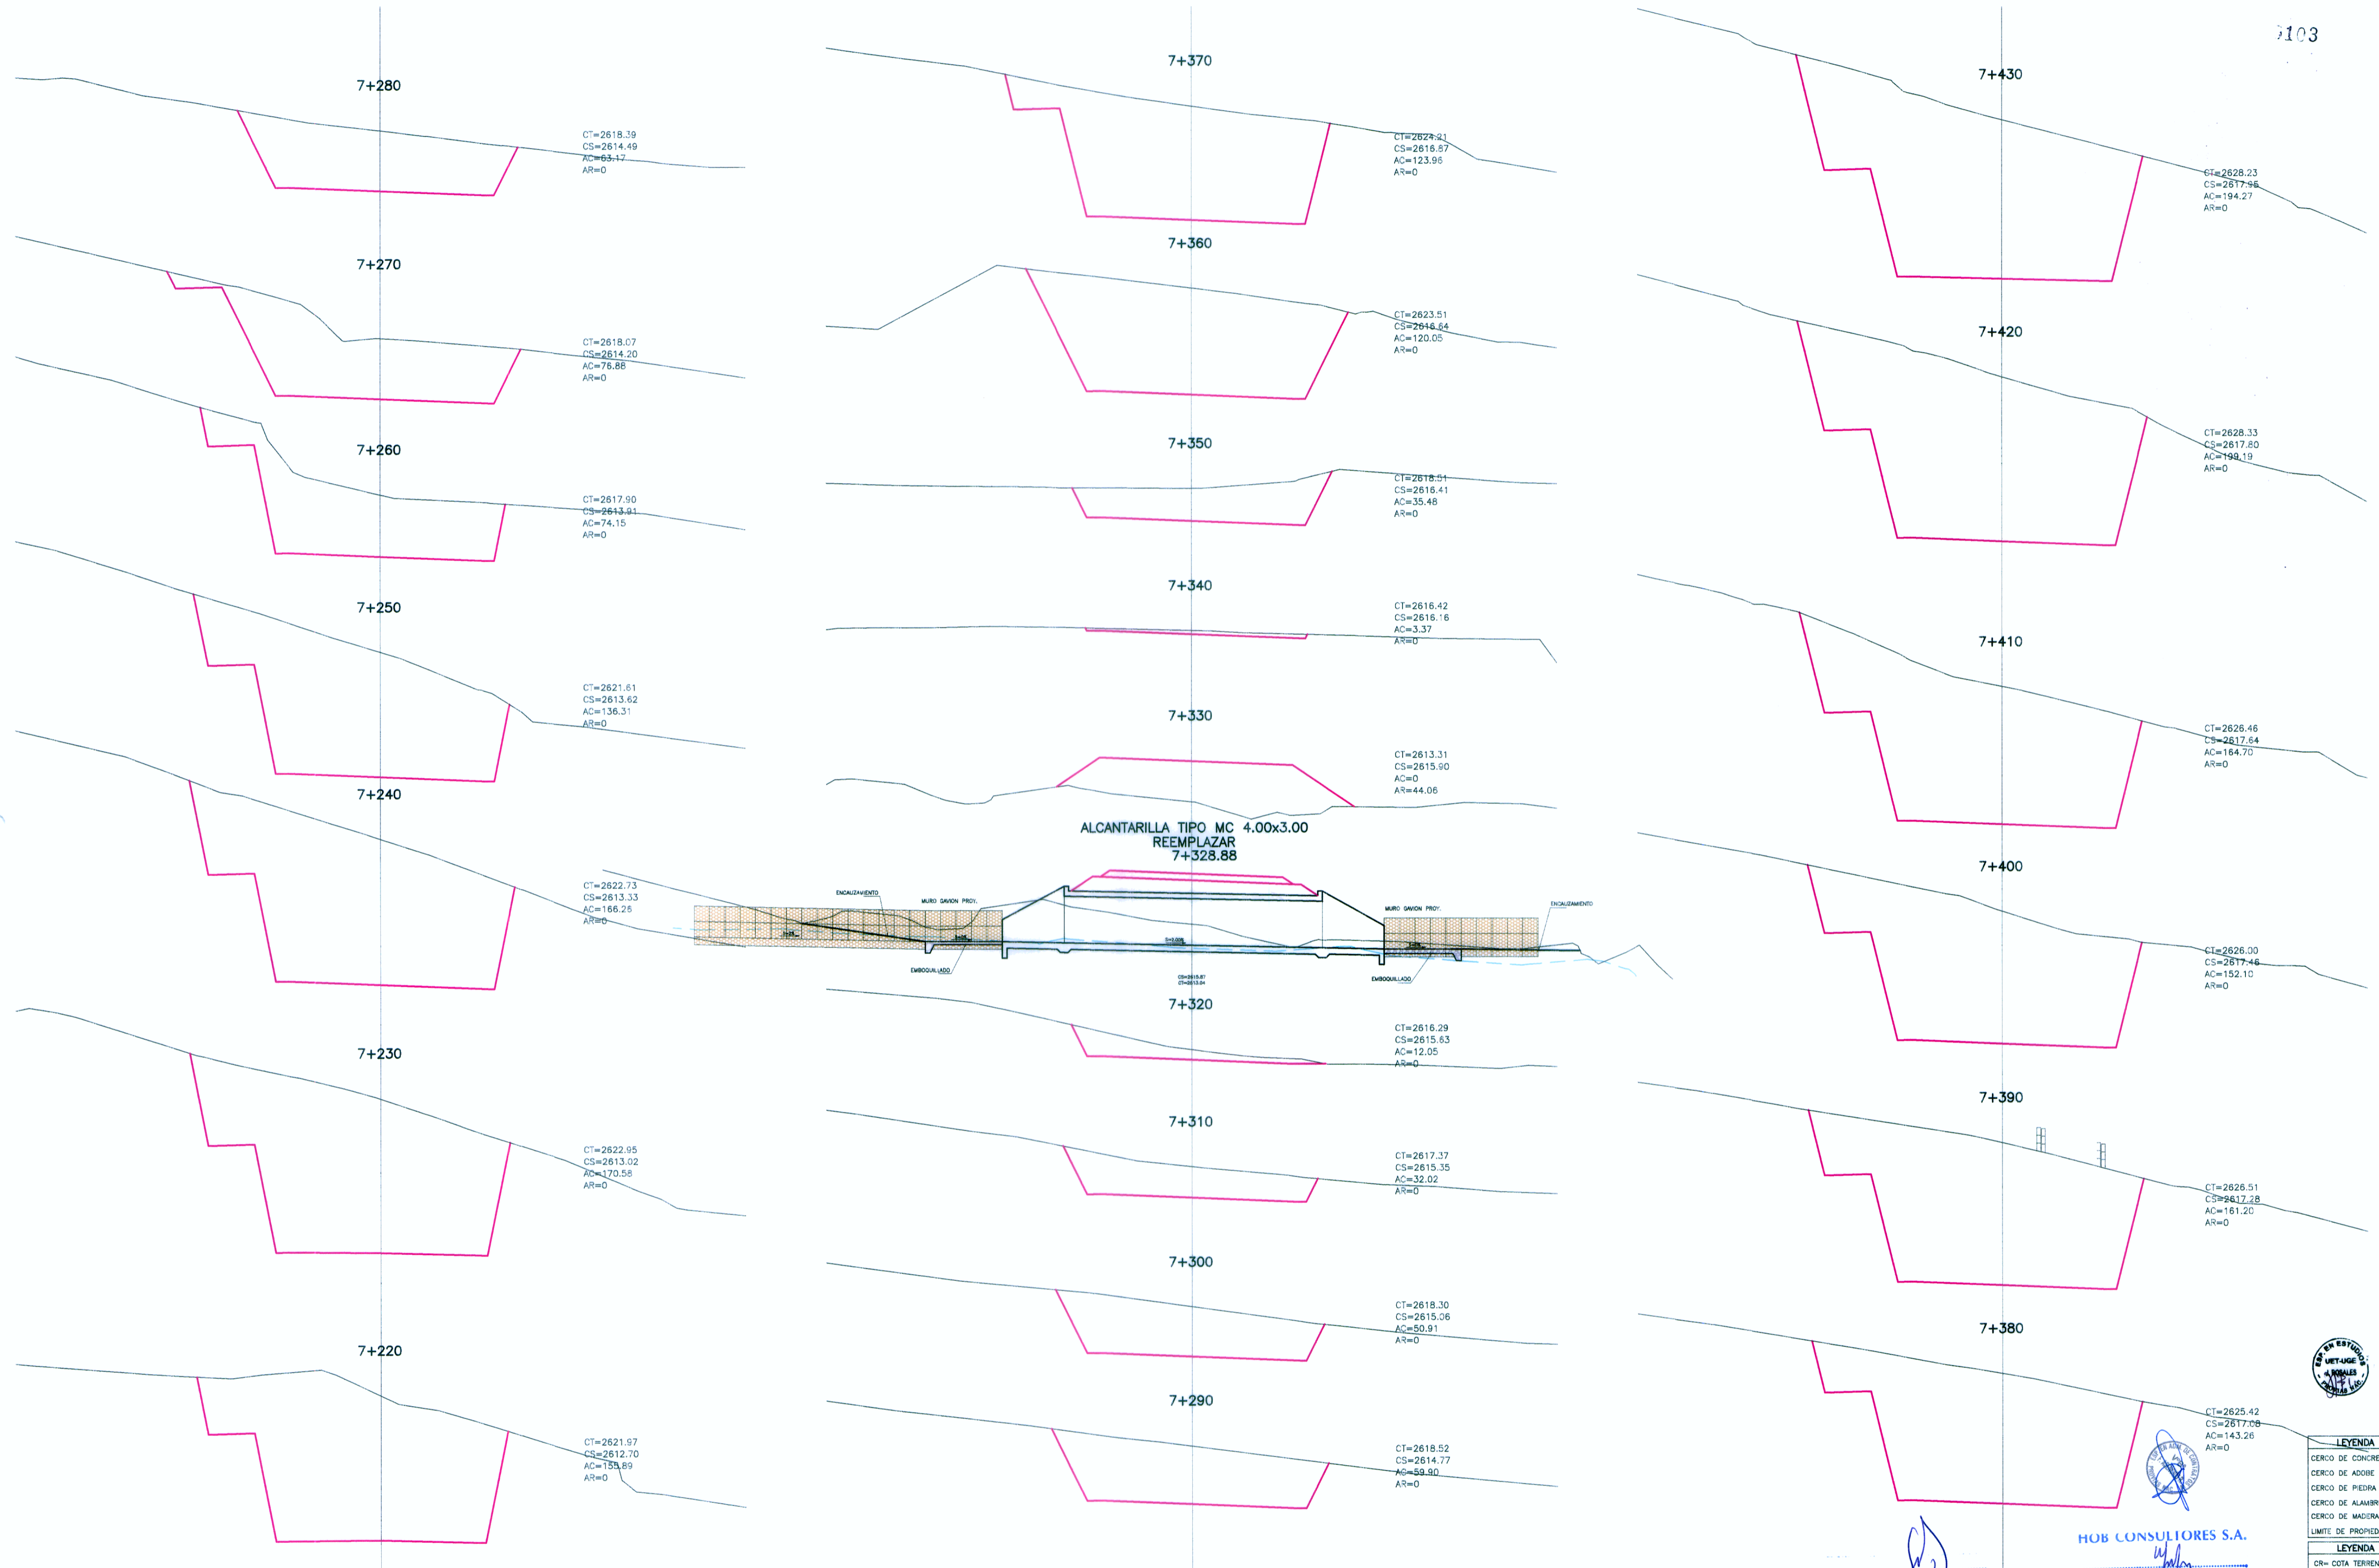 7+280
CT=2618.39
CS=2614.49
AC=63.17
AR=0
7+270
CT=2618.07
CS=2614.20
AC=76.88
AR=0
7+260
CT=2617.90
CS=2613.91
AC=74.15
AR=0
7+250
CT=2621.61
CS=2613.62
AC=136.31
AR=0
7+240
CT=2622.73
CS=2613.33
AC=166.26
AR=0
7+230
CT=2622.95
CS=2613.02
AC=170.58
AR=0
7+220
CT=2621.97
CS=2612.70
AC=155.89
AR=0
7+370
CT=2624.21
CS=2616.87
AC=123.96
AR=0
7+360
CT=2623.51
CS=2616.64
AC=120.05
AR=0
7+350
CT=2618.51
CS=2616.41
AC=35.48
AR=0
7+340
CT=2616.42
CS=2616.16
AC=3.37
AR=0
7+330
CT=2613.31
CS=2615.90
AC=0
AR=44.06
ALCANTARILLA TIPO MC 4.00x3.00
REEMPLAZAR
7+328.88
ENCAUZAMIENTO
MURO GAVION PROY.
MURO GAVION PROY.
ENCAUZAMIENTO
EMBOQUILLADO
EMBOQUILLADO
CS=2615.87
7+320
CT=2616.29
CS=2615.63
AC=12.05
AR=0
7+310
CT=2617.37
CS=2615.35
AC=32.02
AR=0
7+300
CT=2618.30
CS=2615.06
AC=50.91
AR=0
7+290
CT=2618.52
CS=2614.77
AC=59.90
AR=0
103
7+430
CT=2628.23
CS=2617.95
AC=194.27
AR=0
7+420
CT=2628.33
CS=2617.80
AC=199.19
AR=0
7+410
CT=2626.46
CS=2617.64
AC=164.70
AR=0
7+400
CT=2626.00
CS=2617.46
AC=152.10
AR=0
7+390
CT=2626.51
CS=2617.28
AC=161.20
AR=0
7+380
CT=2625.42
CS=2617.08
AC=143.26
AR=0
ESP. EN ESTUDIOS
UET-UGE
ROSALES
HOB CONSULTORES S.A.
LEYENDA
CERCO DE CONCRE
CERCO DE ADOBE
CERCO DE PIEDRA
CERCO DE ALAMBR
CERCO DE MADERA
LIMITE DE PROPIED
LEYENDA
CR= COTA TERREN